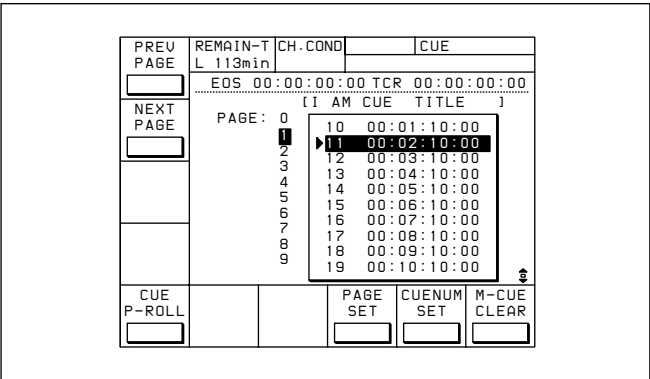 PREV PAGE
REMAIN-T CH.COND CUE
L 113min
EOS 00:00:00:00 TCR 00:00:00:00
[I AM CUE TITLE ]
NEXT PAGE
PAGE: 0
1
2
3
4
5
6
7
8
9
10 00:01:10:00
11 00:02:10:00
12 00:03:10:00
13 00:04:10:00
14 00:05:10:00
15 00:06:10:00
16 00:07:10:00
17 00:08:10:00
18 00:09:10:00
19 00:10:10:00
CUE P-ROLL
PAGE SET
CUENUM SET
M-CUE CLEAR